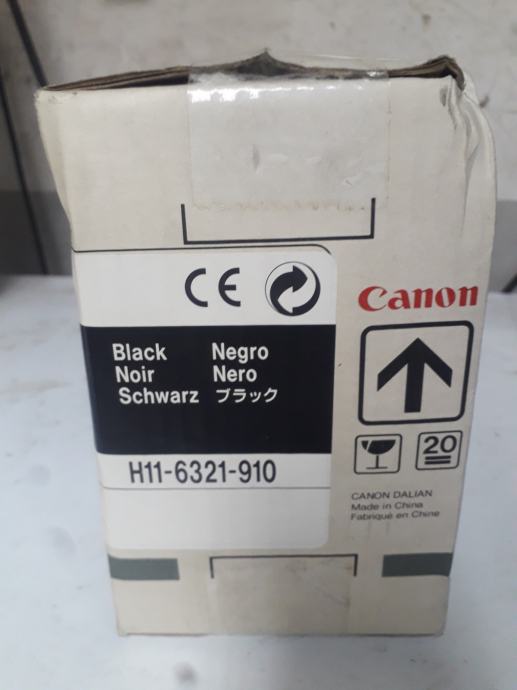 CE
Canon
Black Negro
Noir Nero
Schwarz ブラック
H11-6321-910
20
CANON DALIAN
Made in China
Fabriqué en Chine